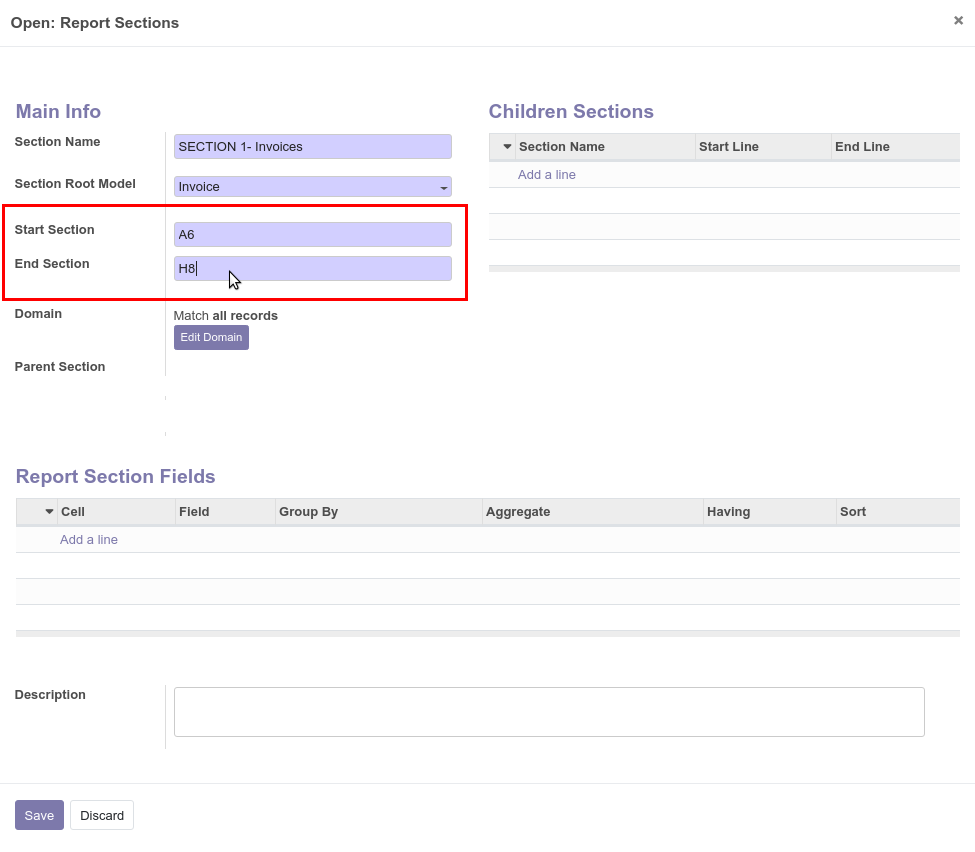 Open: Report Sections ×
Main Info
Section Name SECTION 1- Invoices
Section Root Model Invoice
Start Section A6
End Section H8
Domain Match all records
Edit Domain
Parent Section
Children Sections
Section Name Start Line End Line
Add a line
Report Section Fields
Cell Field Group By Aggregate Having Sort
Add a line
Description
Save Discard